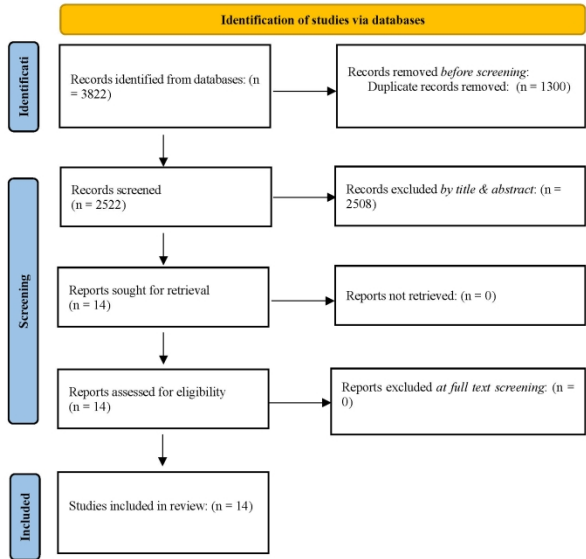 Identification of studies via databases
Identificati
Records identified from databases: (n
= 3822)
Records removed before screening:
Duplicate records removed: (n = 1300)
Screening
Records screened
(n = 2522)
Records excluded by title & abstract: (n =
2508)
Reports sought for retrieval
(n = 14)
Reports not retrieved: (n = 0)
Reports assessed for eligibility
(n = 14)
Reports excluded at full text screening: (n =
0)
Included
Studies included in review: (n = 14)